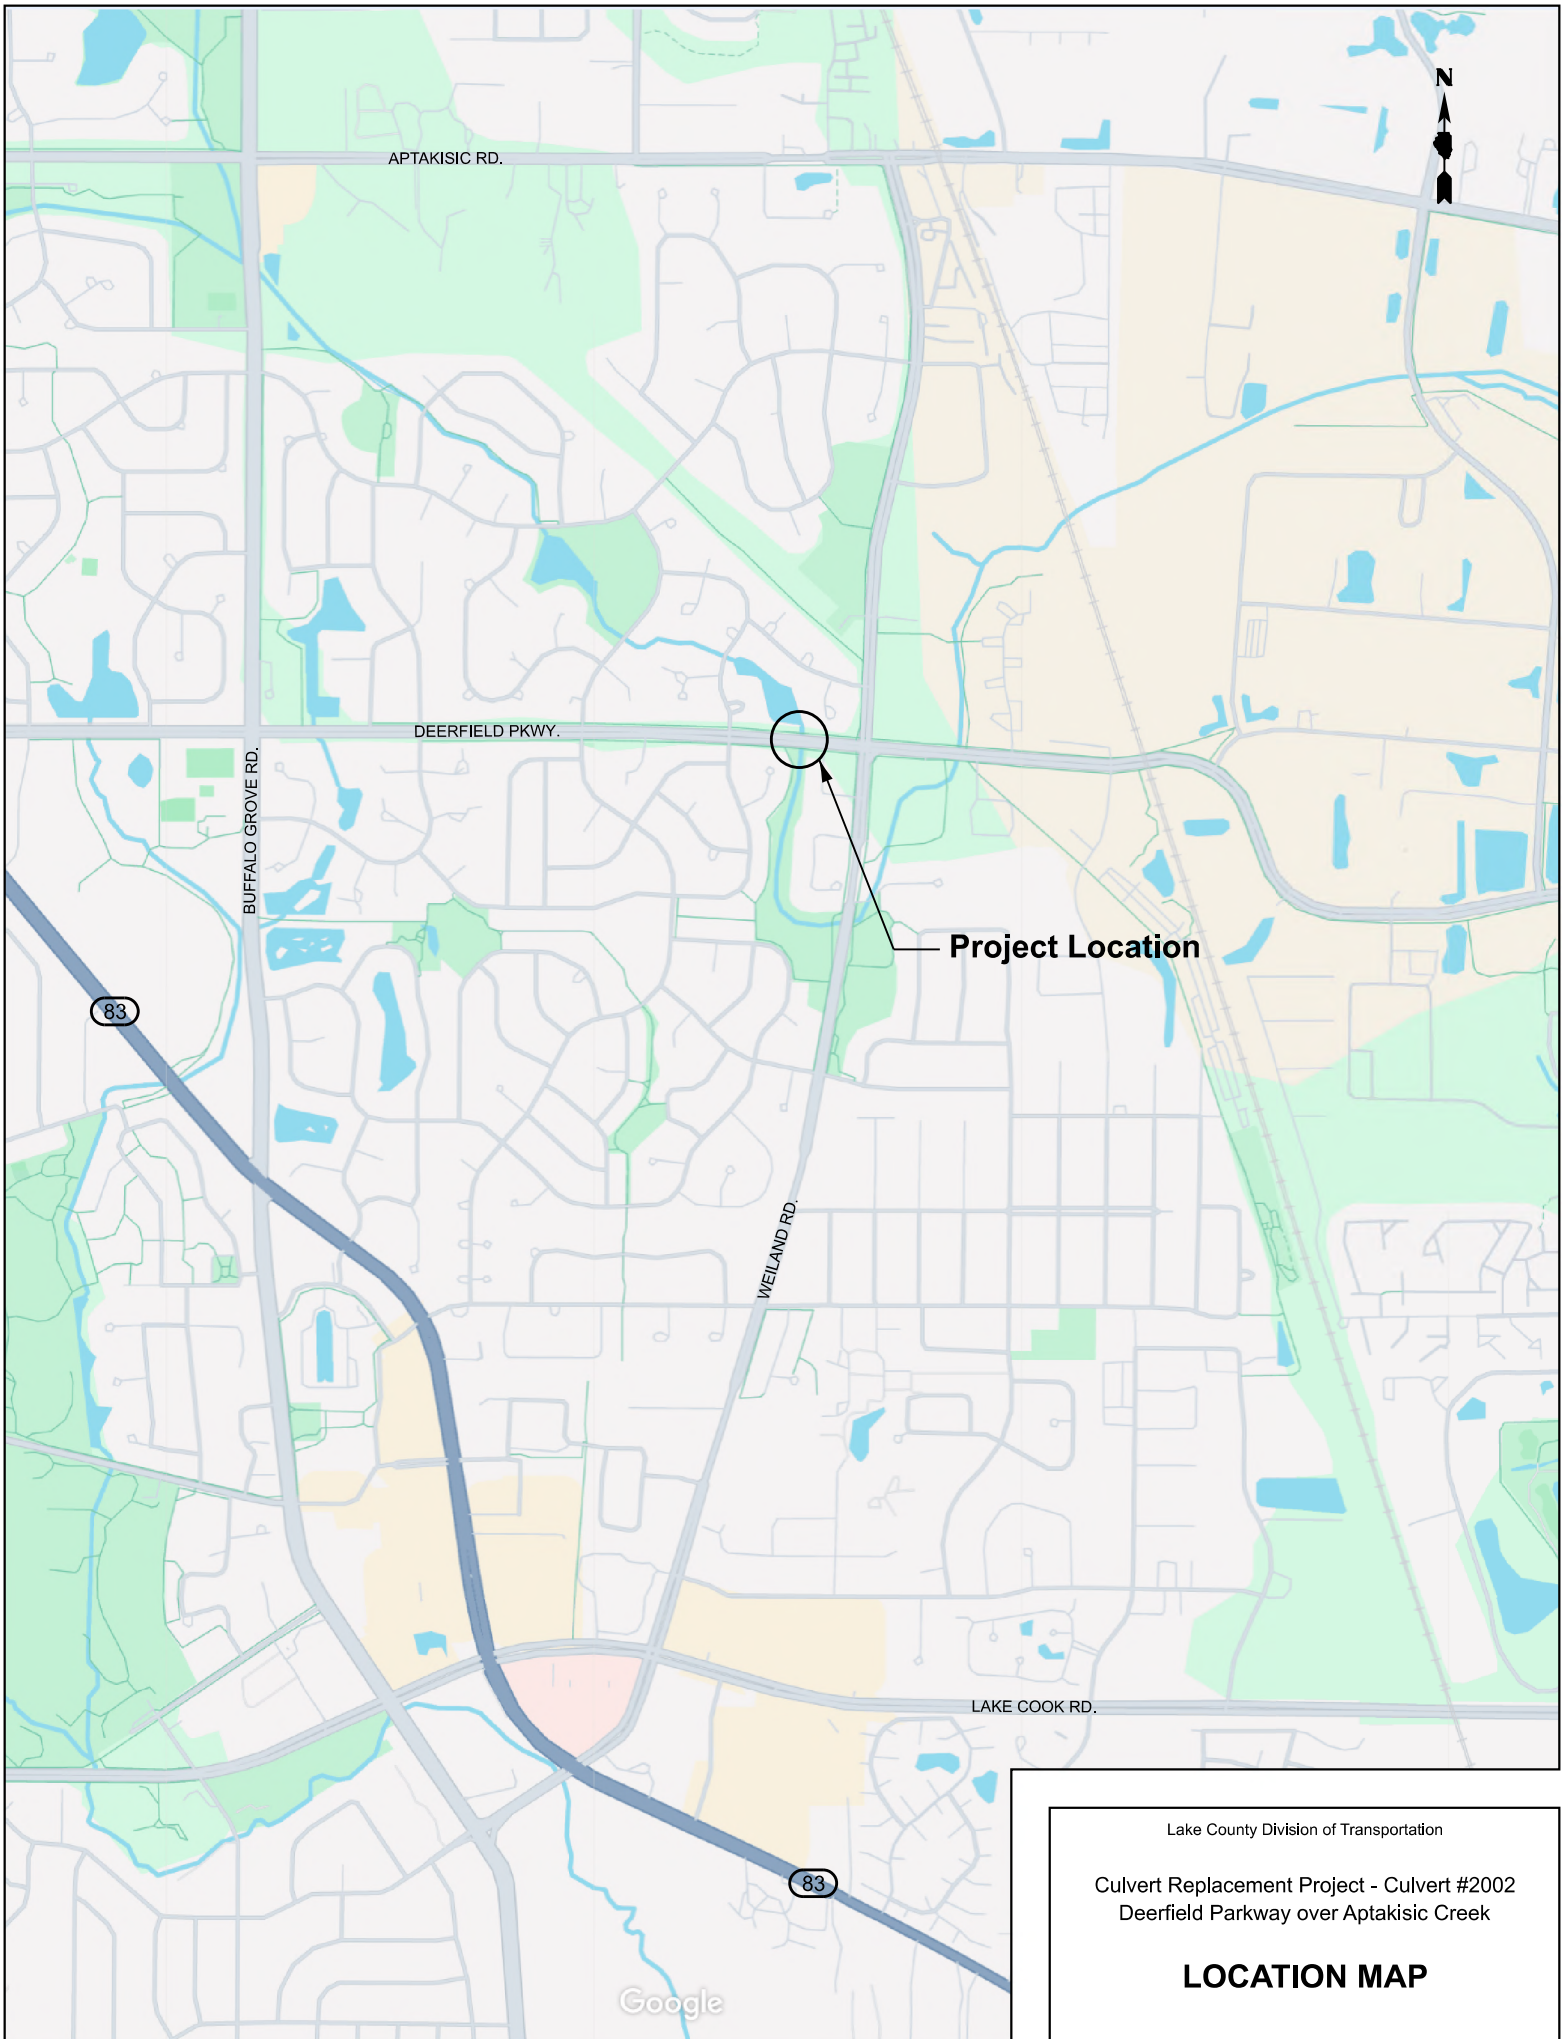 N
APTAKISIC RD.
DEERFIELD PKWY.
BUFFALO GROVE RD.
Project Location
83
WEILAND RD.
LAKE COOK RD.
83
Google
Lake County Division of Transportation
Culvert Replacement Project - Culvert #2002
Deerfield Parkway over Aptakisic Creek
LOCATION MAP